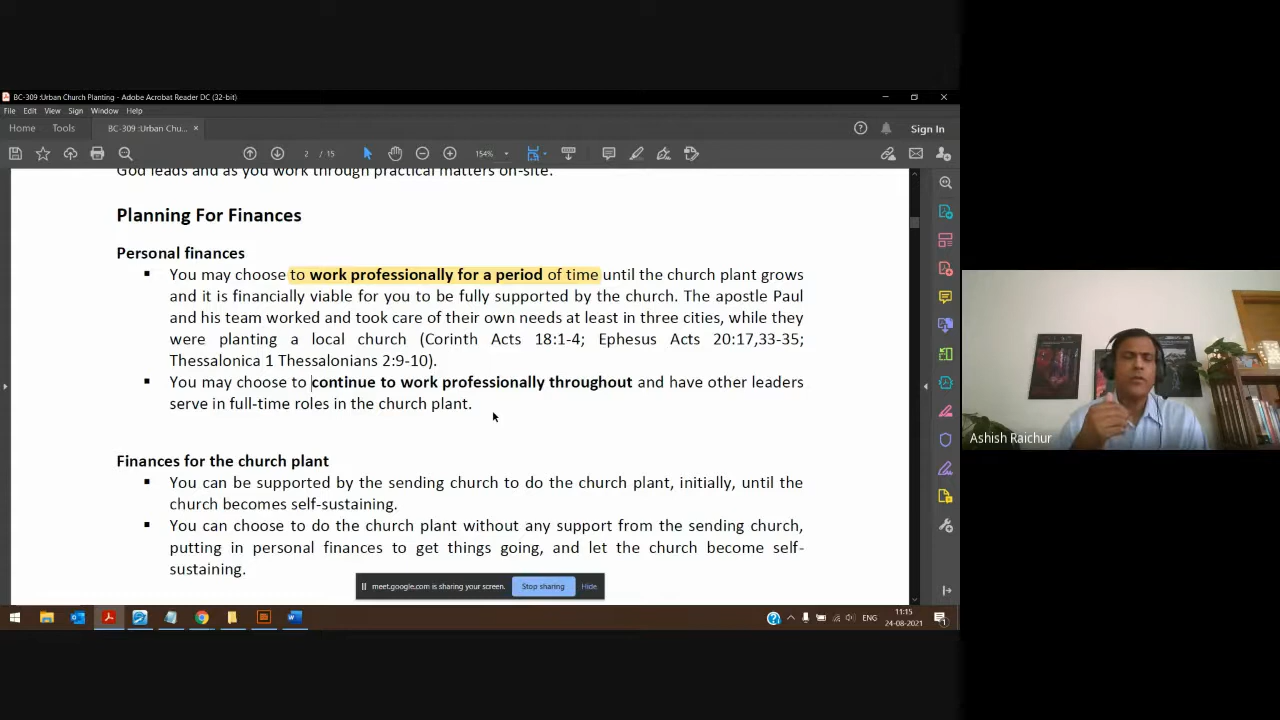 BC-309 :Urban Church Planting - Adobe Acrobat Reader DC (32-bit)
File Edit View Sign Window Help
Home Tools BC-309 :Urban Chu... × Sign In
2 / 15 154%
God leads and as you work through practical matters on-site.
Planning For Finances
Personal finances
▪ You may choose to work professionally for a period of time until the church plant grows
and it is financially viable for you to be fully supported by the church. The apostle Paul
and his team worked and took care of their own needs at least in three cities, while they
were planting a local church (Corinth Acts 18:1-4; Ephesus Acts 20:17,33-35;
Thessalonica 1 Thessalonians 2:9-10).
▪ You may choose to continue to work professionally throughout and have other leaders
serve in full-time roles in the church plant.
Ashish Raichur
Finances for the church plant
▪ You can be supported by the sending church to do the church plant, initially, until the
church becomes self-sustaining.
▪ You can choose to do the church plant without any support from the sending church,
putting in personal finances to get things going, and let the church become self-
sustaining.
meet.google.com is sharing your screen. Stop sharing Hide
ENG 11:15
24-08-2021